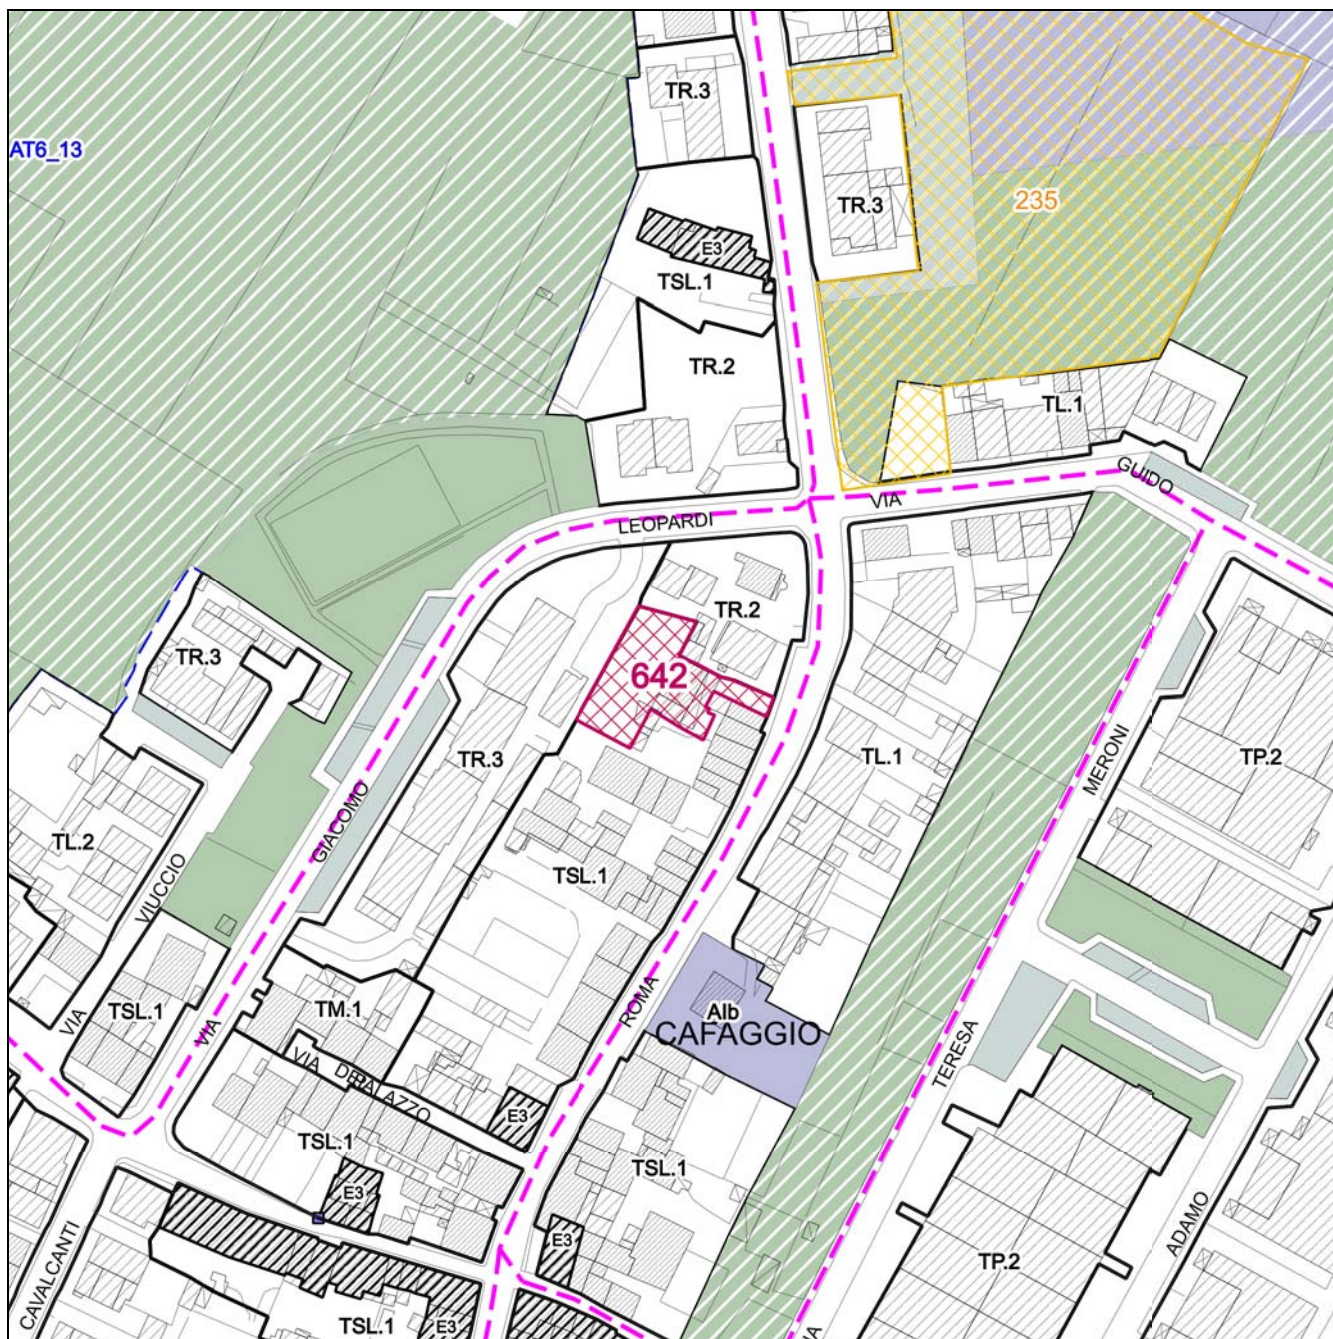 TR.3
AT6_13
235
TR.3
E3
TSL.1
TR.2
TL.1
GUIDO
VIA
LEOPARDI
TR.2
TR.3
642
MERONI
TL.1
TP.2
TR.3
GIACOMO
TL.2
TSL.1
VIUCCIO
ROMA
TSL.1
TM.1
Alb
CAFAGGIO
VIA
VIA
TERESA
VIA
E3
TSL.1
TSL.1
E3
ADAMO
E3
TP.2
CAVALCANTI
TSL.1
E3